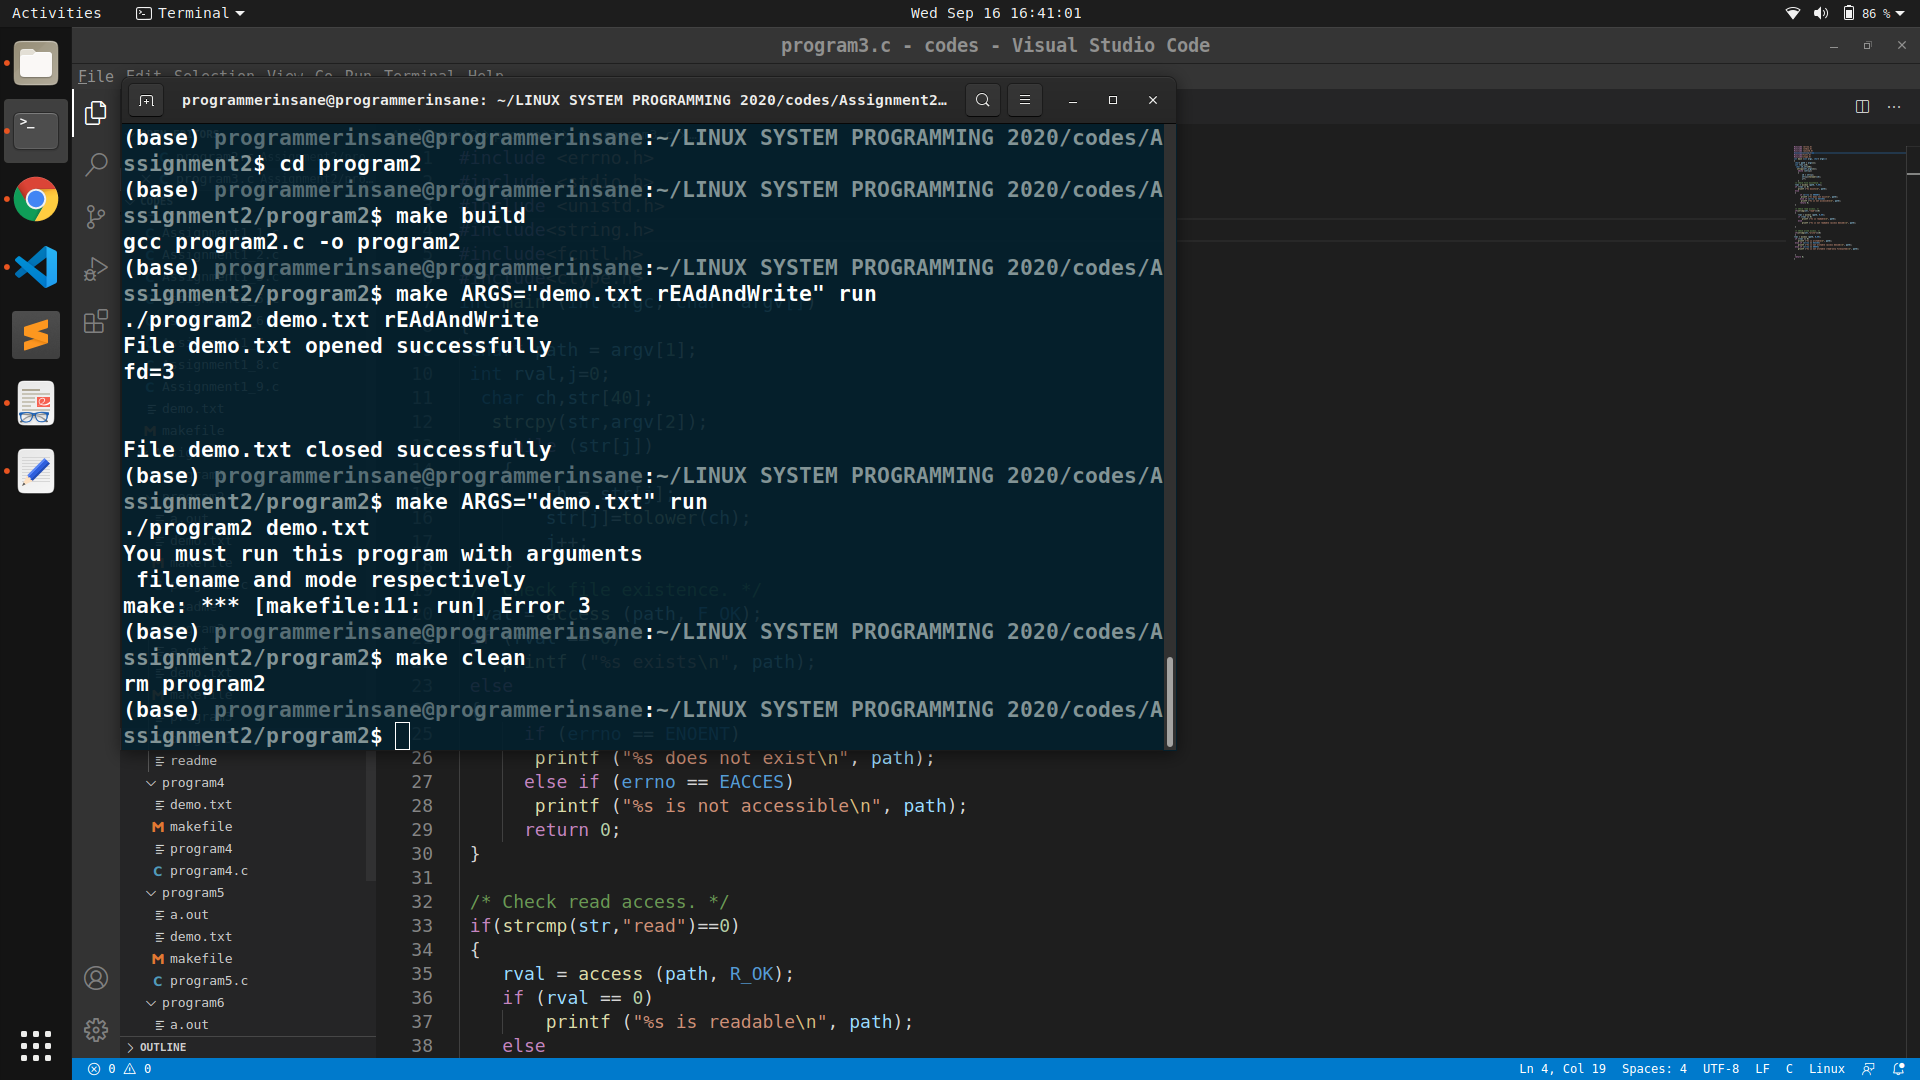 Activities
Terminal
Wed Sep 16 16:41:01
86 %
program3.c - codes - Visual Studio Code
File Edit Selection View Go Run Terminal Help
programmerinsane@programmerinsane: ~/LINUX SYSTEM PROGRAMMING 2020/codes/Assignment2…
(base) programmerinsane@programmerinsane:~/LINUX SYSTEM PROGRAMMING 2020/codes/A
ssignment2$ cd program2
(base) programmerinsane@programmerinsane:~/LINUX SYSTEM PROGRAMMING 2020/codes/A
ssignment2/program2$ make build
gcc program2.c -o program2
(base) programmerinsane@programmerinsane:~/LINUX SYSTEM PROGRAMMING 2020/codes/A
ssignment2/program2$ make ARGS="demo.txt rEAdAndWrite" run
./program2 demo.txt rEAdAndWrite
File demo.txt opened successfully
fd=3
File demo.txt closed successfully
(base) programmerinsane@programmerinsane:~/LINUX SYSTEM PROGRAMMING 2020/codes/A
ssignment2/program2$ make ARGS="demo.txt" run
./program2 demo.txt
You must run this program with arguments
 filename and mode respectively
make: *** [makefile:11: run] Error 3
(base) programmerinsane@programmerinsane:~/LINUX SYSTEM PROGRAMMING 2020/codes/A
ssignment2/program2$ make clean
rm program2
(base) programmerinsane@programmerinsane:~/LINUX SYSTEM PROGRAMMING 2020/codes/A
ssignment2/program2$
readme
program4
demo.txt
makefile
program4
program4.c
program5
a.out
demo.txt
makefile
program5.c
program6
a.out
OUTLINE
26 printf ("%s does not exist\n", path);
27 else if (errno == EACCES)
28 printf ("%s is not accessible\n", path);
29 return 0;
30 }
31
32 /* Check read access. */
33 if(strcmp(str,"read")==0)
34 {
35 rval = access (path, R_OK);
36 if (rval == 0)
37 printf ("%s is readable\n", path);
38 else
0 0
Ln 4, Col 19 Spaces: 4 UTF-8 LF C Linux